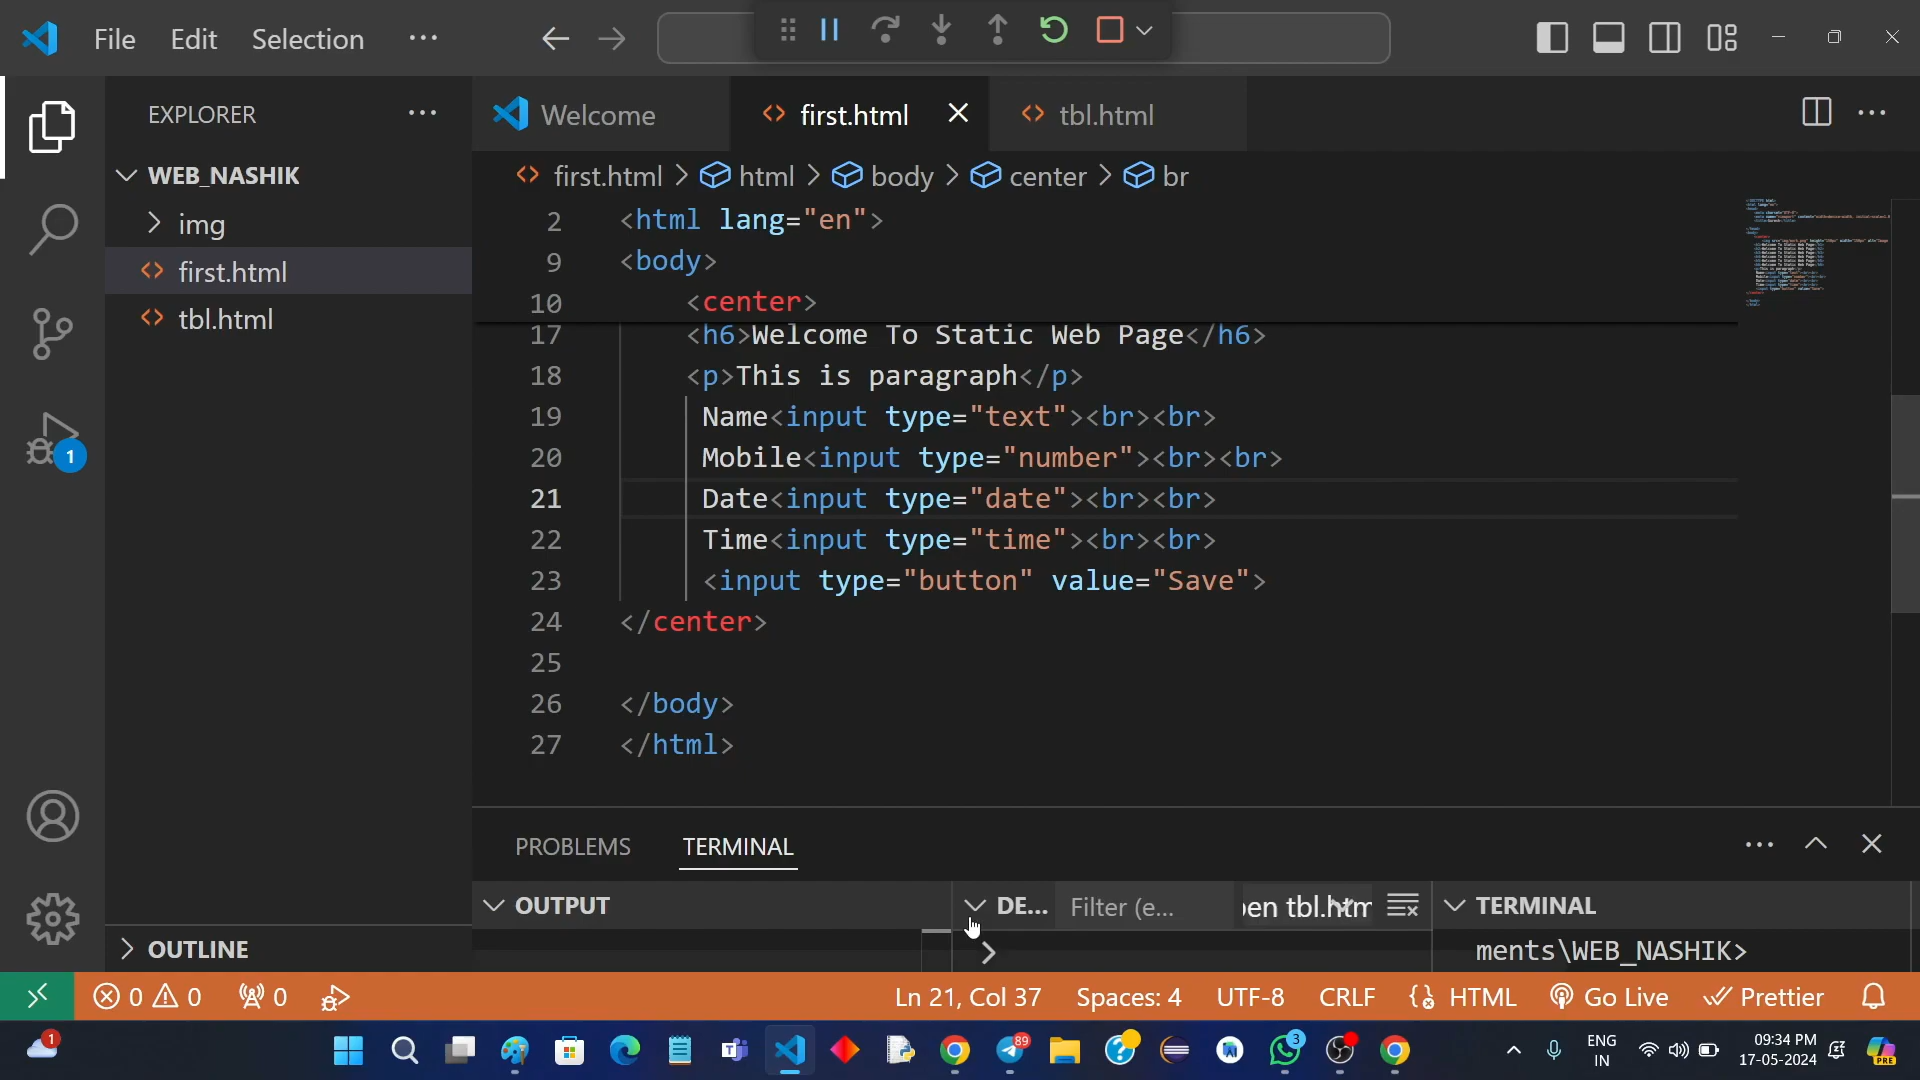 File Edit Selection ···
EXPLORER ···
WEB_NASHIK
img
first.html
tbl.html
OUTLINE
Welcome
first.html
tbl.html
first.html > html > body > center > br
2 <html lang="en">
9 <body>
10 <center>
17 <h6>Welcome To Static Web Page</h6>
18 <p>This is paragraph</p>
19 Name<input type="text"><br><br>
20 Mobile<input type="number"><br><br>
21 Date<input type="date"><br><br>
22 Time<input type="time"><br><br>
23 <input type="button" value="Save">
24 </center>
25
26 </body>
27 </html>
PROBLEMS TERMINAL
OUTPUT
DE... Filter (e...
TERMINAL
ments\WEB_NASHIK>
1
0 0 0
Ln 21, Col 37 Spaces: 4 UTF-8 CRLF HTML Go Live Prettier
1
89
3
ENG
IN
09:34 PM
17-05-2024
PRE